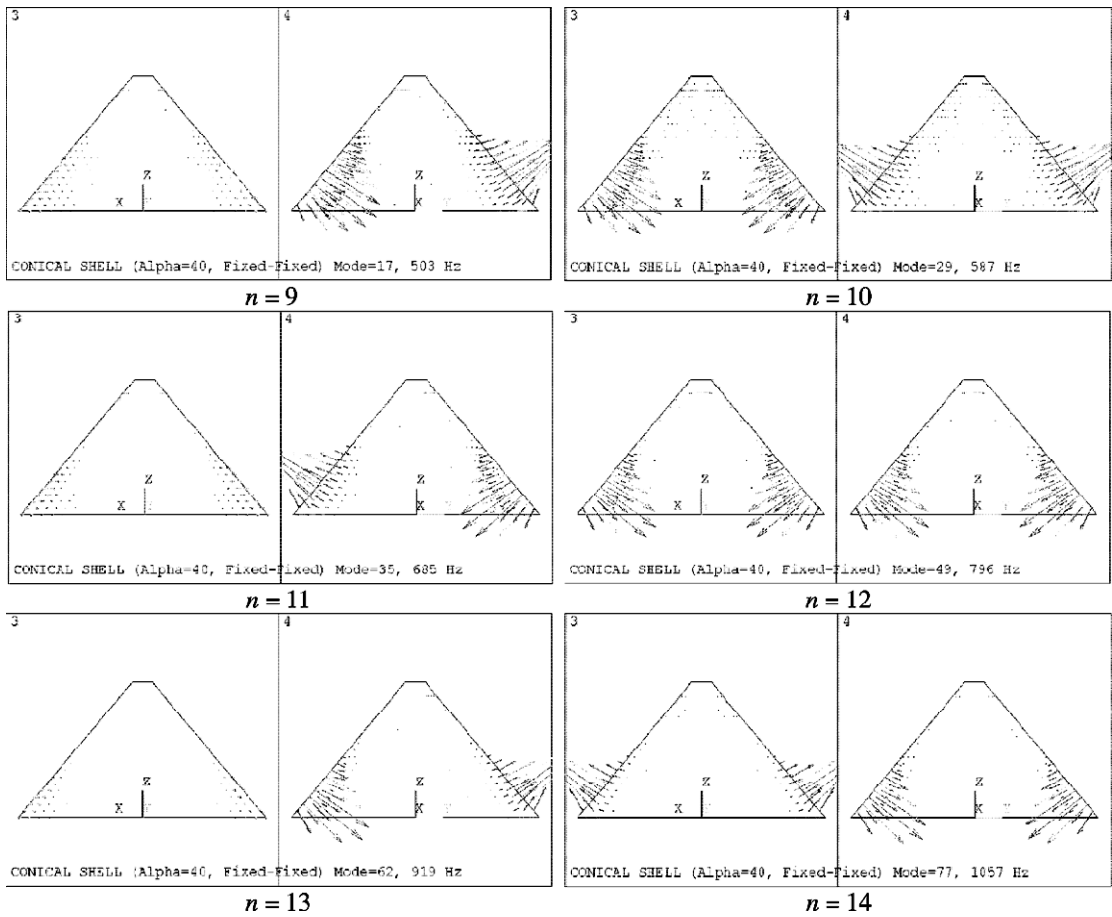 3 4 3 4
Z Z Z Z
X X X X
CONICAL SHELL (Alpha=40, Fixed-Fixed) Mode=17, 503 Hz CONICAL SHELL (Alpha=40, Fixed-Fixed) Mode=29, 587 Hz
n = 9 n = 10
3 4 3 4
Z Z Z Z
X X X X
CONICAL SHELL (Alpha=40, Fixed-Fixed) Mode=35, 685 Hz CONICAL SHELL (Alpha=40, Fixed-Fixed) Mode=49, 796 Hz
n = 11 n = 12
3 4 3 4
Z Z Z Z
X X X X
CONICAL SHELL (Alpha=40, Fixed-Fixed) Mode=62, 919 Hz CONICAL SHELL (Alpha=40, Fixed-Fixed) Mode=77, 1057 Hz
n = 13 n = 14